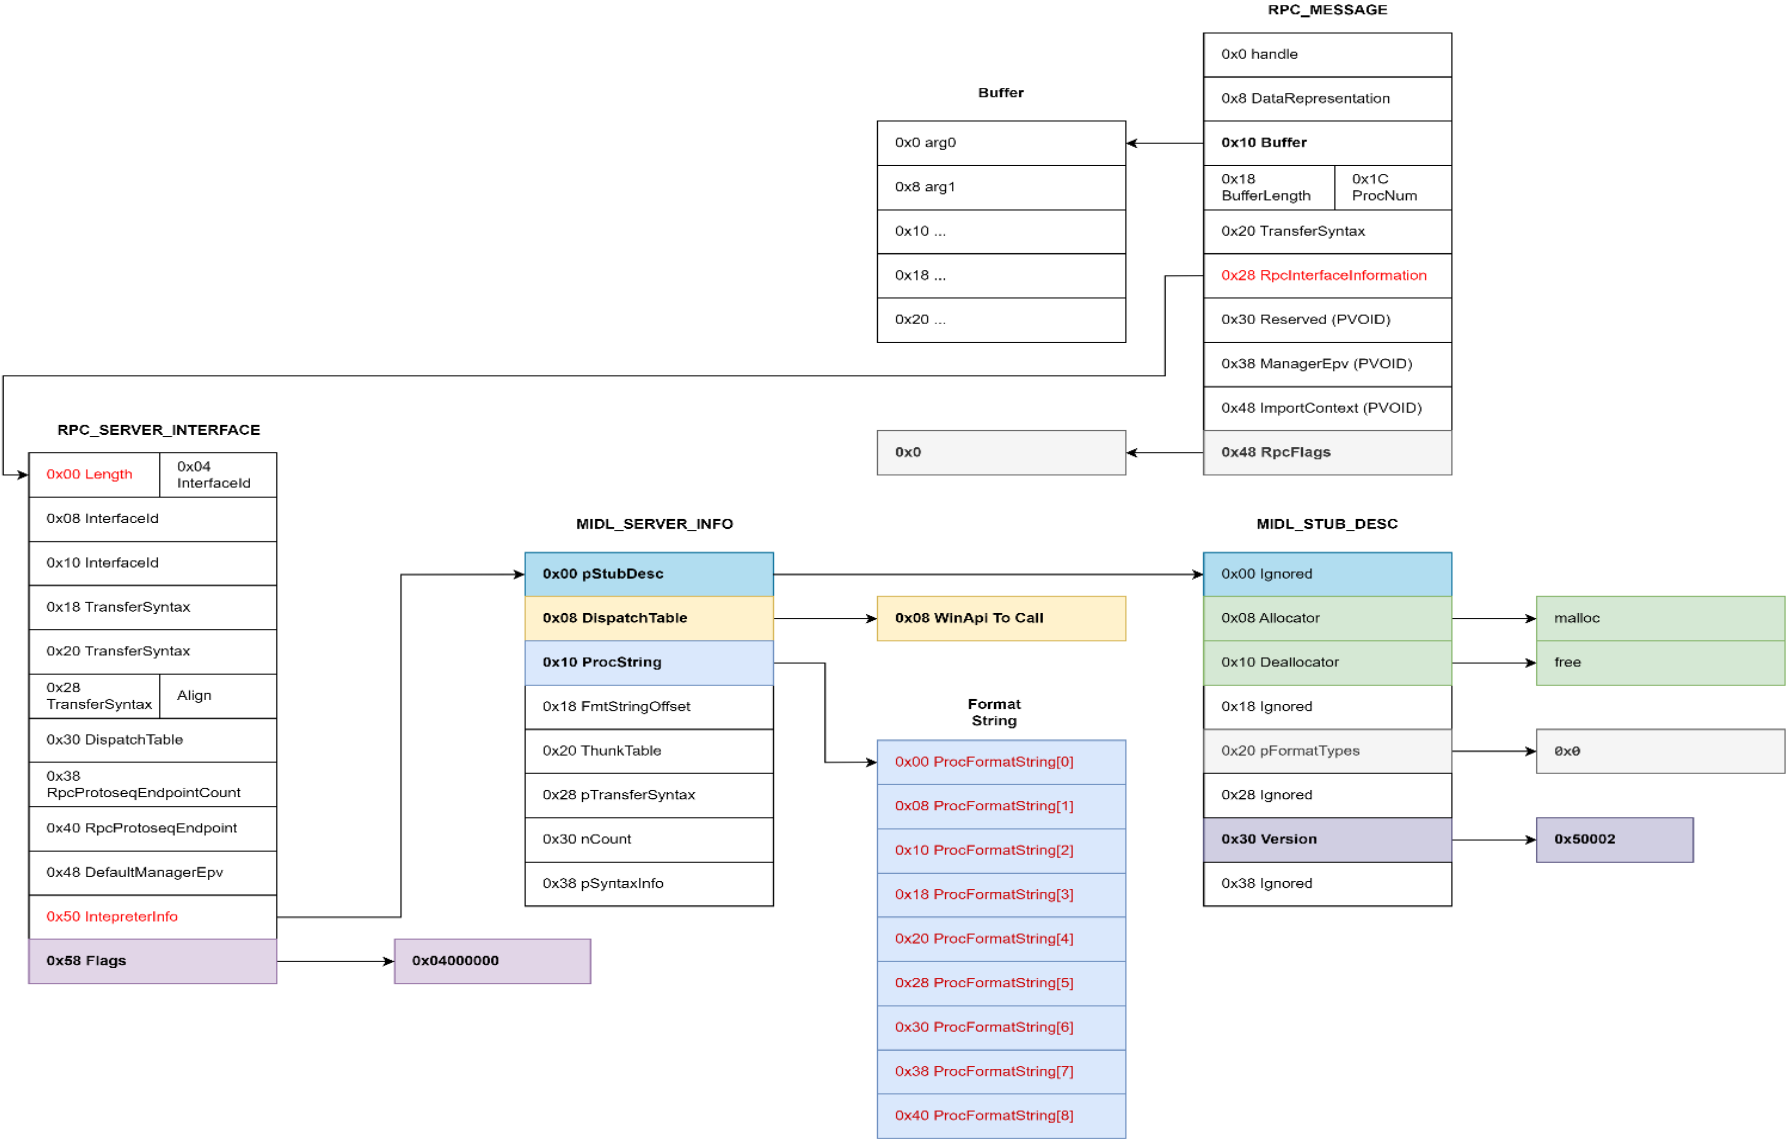 RPC_MESSAGE
0x0 handle
0x8 DataRepresentation
0x10 Buffer
0x18
BufferLength
0x1C
ProcNum
0x20 TransferSyntax
0x28 RpcInterfaceInformation
0x30 Reserved (PVOID)
0x38 ManagerEpv (PVOID)
0x48 ImportContext (PVOID)
0x48 RpcFlags
Buffer
0x0 arg0
0x8 arg1
0x10 ...
0x18 ...
0x20 ...
0x0
RPC_SERVER_INTERFACE
0x00 Length
0x04
InterfaceId
0x08 InterfaceId
0x10 InterfaceId
0x18 TransferSyntax
0x20 TransferSyntax
0x28
TransferSyntax
Align
0x30 DispatchTable
0x38
RpcProtoseqEndpointCount
0x40 RpcProtoseqEndpoint
0x48 DefaultManagerEpv
0x50 IntepreterInfo
0x58 Flags
0x04000000
MIDL_SERVER_INFO
0x00 pStubDesc
0x08 DispatchTable
0x10 ProcString
0x18 FmtStringOffset
0x20 ThunkTable
0x28 pTransferSyntax
0x30 nCount
0x38 pSyntaxInfo
0x08 WinApi To Call
Format
String
0x00 ProcFormatString[0]
0x08 ProcFormatString[1]
0x10 ProcFormatString[2]
0x18 ProcFormatString[3]
0x20 ProcFormatString[4]
0x28 ProcFormatString[5]
0x30 ProcFormatString[6]
0x38 ProcFormatString[7]
0x40 ProcFormatString[8]
MIDL_STUB_DESC
0x00 Ignored
0x08 Allocator
0x10 Deallocator
0x18 Ignored
0x20 pFormatTypes
0x28 Ignored
0x30 Version
0x38 Ignored
malloc
free
0x0
0x50002